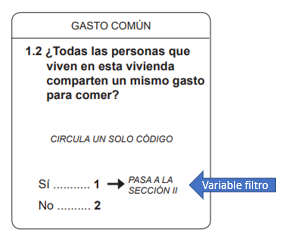 GASTO COMÚN
1.2 ¿Todas las personas que
viven en esta vivienda
comparten un mismo gasto
para comer?
CIRCULA UN SOLO CÓDIGO
Sí ........... 1 → PASA A LA
SECCIÓN II
No .......... 2
Variable filtro